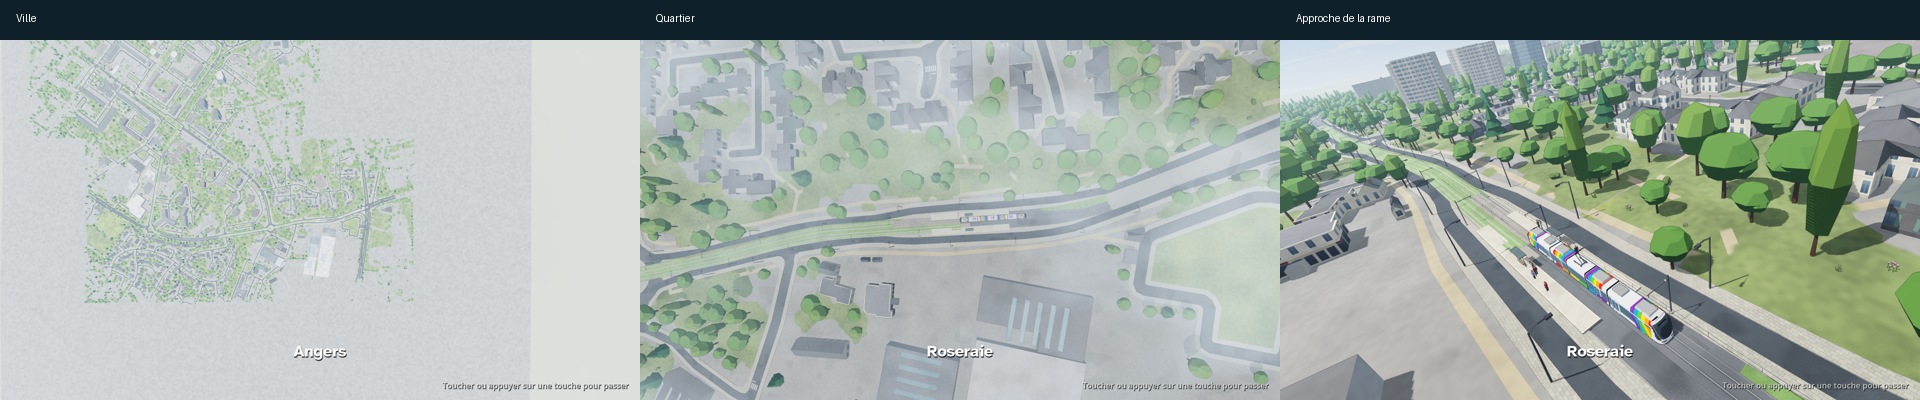 Ville
Quartier
Approche de la rame
Angers
Roseraie
Roseraie
Toucher ou appuyer sur une touche pour passer
Toucher ou appuyer sur une touche pour passer
Toucher ou appuyer sur une touche pour passer